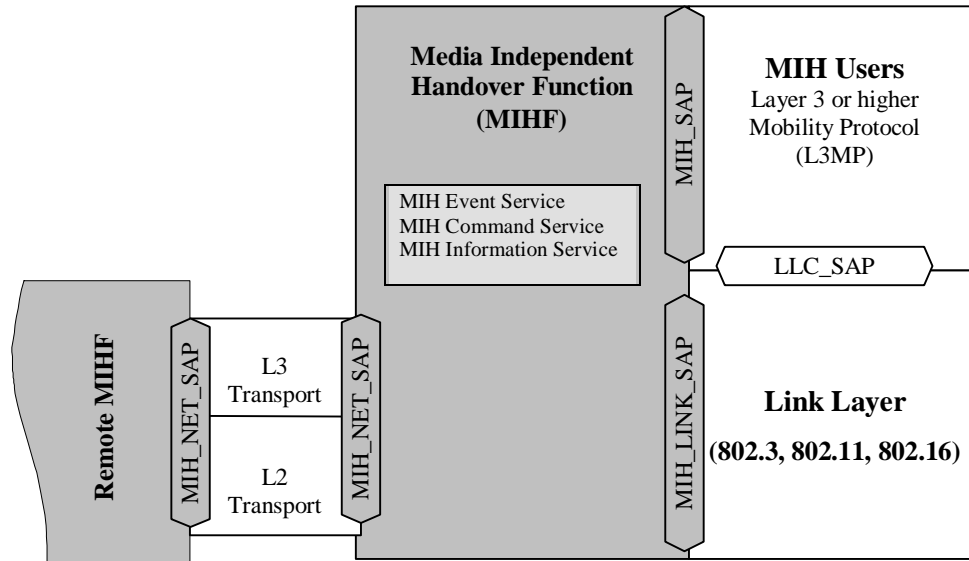 Media Independent
Handover Function
(MIHF)
MIH Event Service
MIH Command Service
MIH Information Service
MIH_SAP
MIH Users
Layer 3 or higher
Mobility Protocol
(L3MP)
LLC_SAP
Remote MIHF
MIH_NET_SAP
L3
Transport
L2
Transport
MIH_NET_SAP
MIH_LINK_SAP
Link Layer
(802.3, 802.11, 802.16)